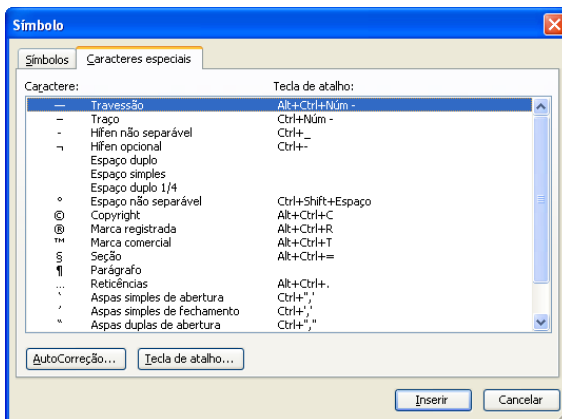 Símbolo
Símbolos Caracteres especiais
Caractere: Tecla de atalho:
— Travessão Alt+Ctrl+Núm -
– Traço Ctrl+Núm -
- Hífen não separável Ctrl+_
¬ Hífen opcional Ctrl+-
Espaço duplo
Espaço simples
Espaço duplo 1/4
° Espaço não separável Ctrl+Shift+Espaço
© Copyright Alt+Ctrl+C
® Marca registrada Alt+Ctrl+R
™ Marca comercial Alt+Ctrl+T
§ Seção Alt+Ctrl+=
¶ Parágrafo
... Reticências Alt+Ctrl+.
‘ Aspas simples de abertura Ctrl+",'
’ Aspas simples de fechamento Ctrl+','
“ Aspas duplas de abertura Ctrl+","
AutoCorreção... Tecla de atalho...
Inserir Cancelar